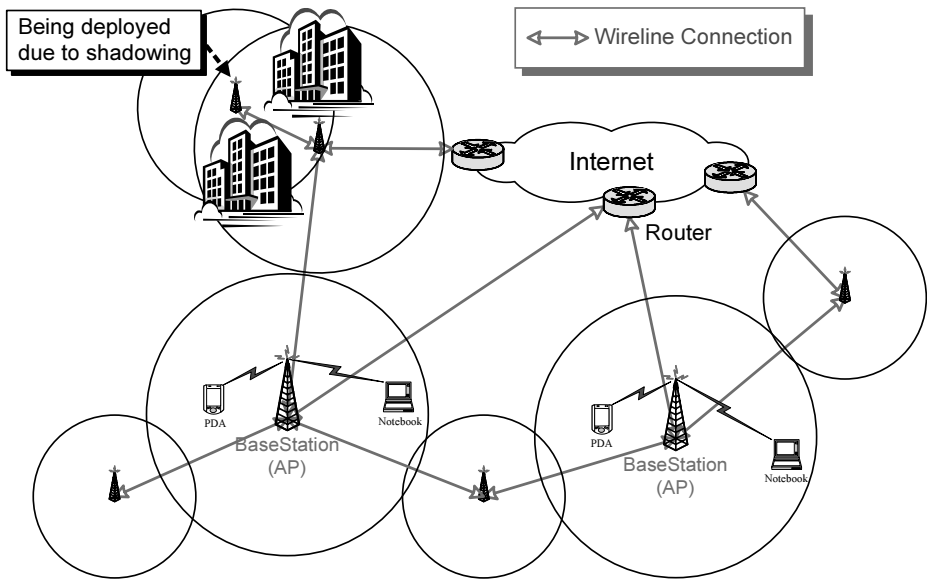 Being deployed
due to shadowing
Wireline Connection
Internet
Router
PDA
Notebook
BaseStation
(AP)
PDA
Notebook
BaseStation
(AP)